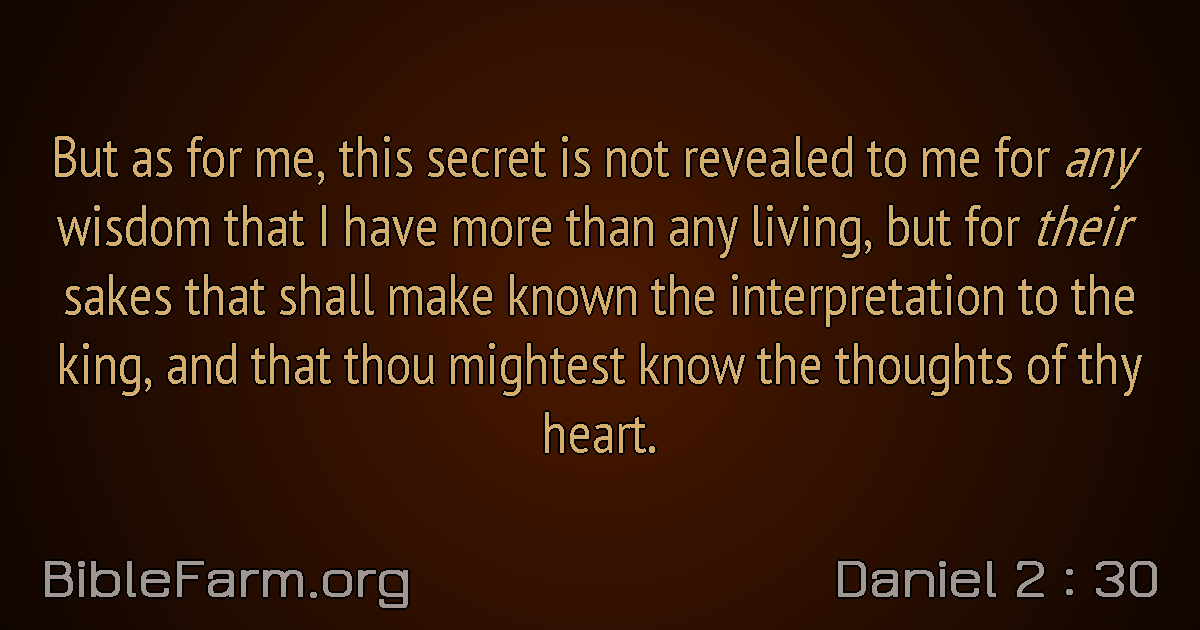 But as for me, this secret is not revealed to me for any
wisdom that I have more than any living, but for their
sakes that shall make known the interpretation to the
king, and that thou mightest know the thoughts of thy
heart.
BibleFarm.org
Daniel 2 : 30